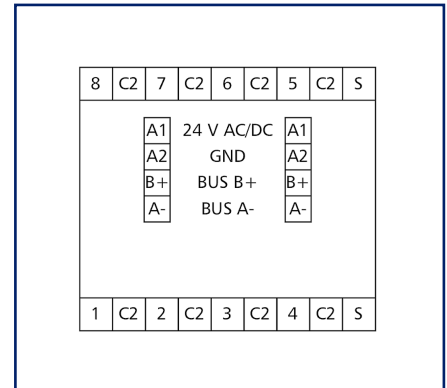 8 C2 7 C2 6 C2 5 C2 S
A1 24 V AC/DC A1
A2 GND A2
B+ BUS B+ B+
A- BUS A- A-
1 C2 2 C2 3 C2 4 C2 S